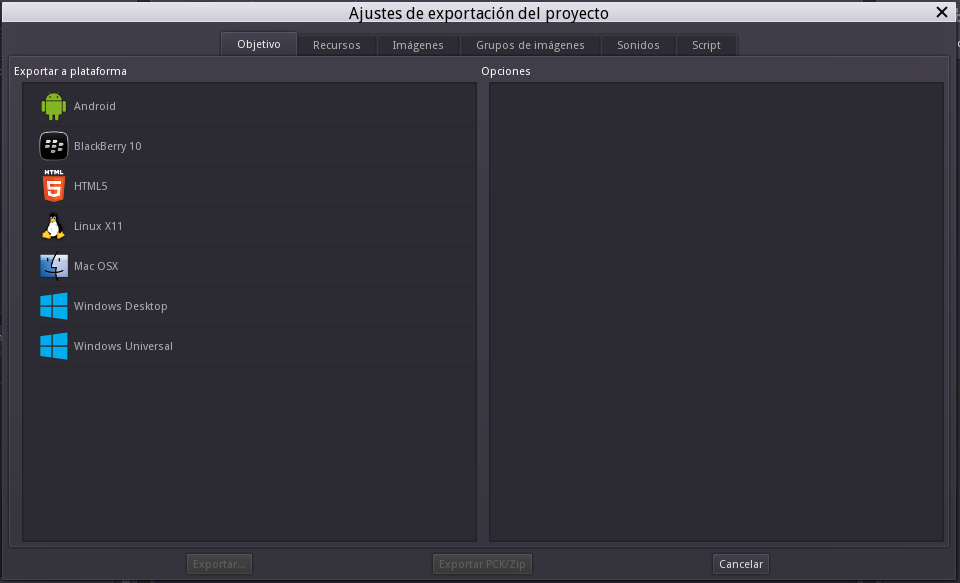 Ajustes de exportación del proyecto
Objetivo Recursos Imágenes Grupos de imágenes Sonidos Script
Exportar a plataforma
Opciones
Android
BlackBerry 10
HTML
5
HTML5
Linux X11
Mac OSX
Windows Desktop
Windows Universal
Exportar... Exportar PCK/Zip Cancelar